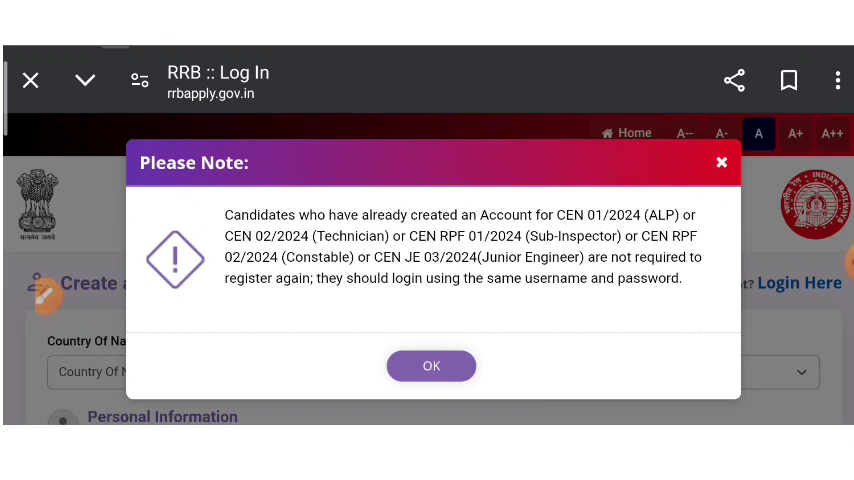 RRB :: Log In
rrbapply.gov.in
Home A-- A- A A+ A++
Please Note:
Candidates who have already created an Account for CEN 01/2024 (ALP) or
CEN 02/2024 (Technician) or CEN RPF 01/2024 (Sub-Inspector) or CEN RPF
02/2024 (Constable) or CEN JE 03/2024(Junior Engineer) are not required to
register again; they should login using the same username and password.
OK
सत्यमेव जयते
Create
Login Here
Country Of
Country Of
Personal Information